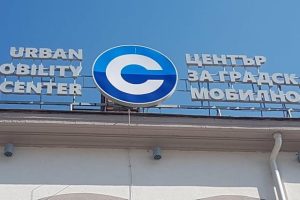 URBAN
OBILITY
CENTER
C
ЦЕНТЪР
ЗА ГРАДСК
МОБИЛНО